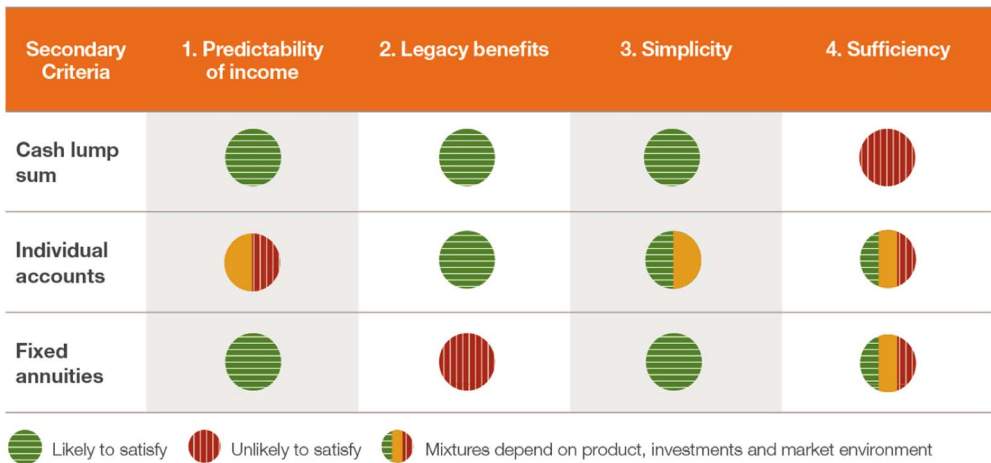 Secondary Criteria
1. Predictability of income
2. Legacy benefits
3. Simplicity
4. Sufficiency
Cash lump sum
Individual accounts
Fixed annuities
Likely to satisfy
Unlikely to satisfy
Mixtures depend on product, investments and market environment